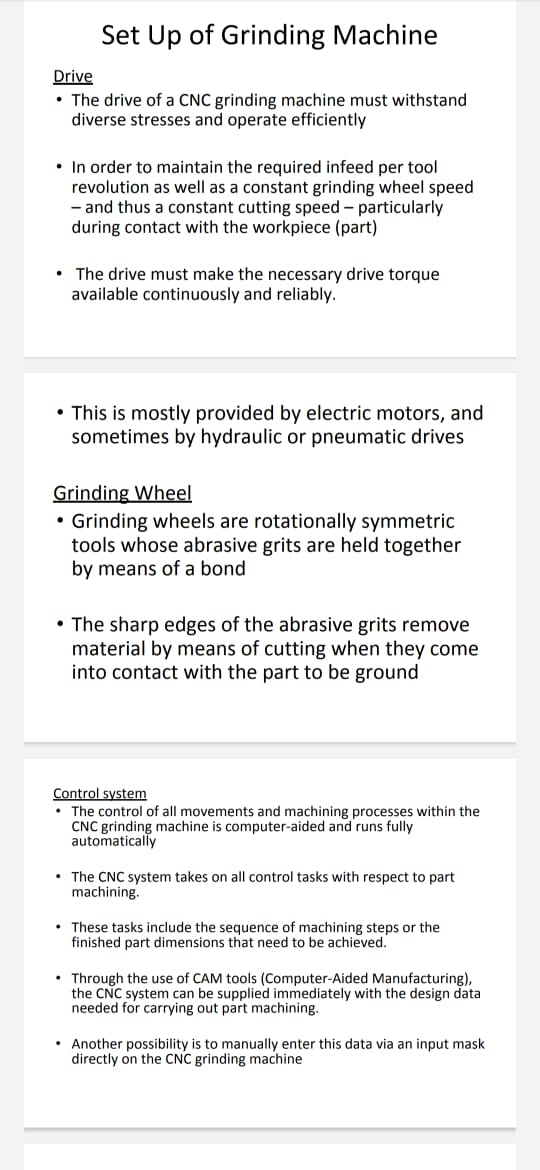 Set Up of Grinding Machine
Drive
• The drive of a CNC grinding machine must withstand
diverse stresses and operate efficiently
• In order to maintain the required infeed per tool
revolution as well as a constant grinding wheel speed
– and thus a constant cutting speed – particularly
during contact with the workpiece (part)
• The drive must make the necessary drive torque
available continuously and reliably.
• This is mostly provided by electric motors, and
sometimes by hydraulic or pneumatic drives
Grinding Wheel
• Grinding wheels are rotationally symmetric
tools whose abrasive grits are held together
by means of a bond
• The sharp edges of the abrasive grits remove
material by means of cutting when they come
into contact with the part to be ground
Control system
• The control of all movements and machining processes within the
CNC grinding machine is computer-aided and runs fully
automatically
• The CNC system takes on all control tasks with respect to part
machining.
• These tasks include the sequence of machining steps or the
finished part dimensions that need to be achieved.
• Through the use of CAM tools (Computer-Aided Manufacturing),
the CNC system can be supplied immediately with the design data
needed for carrying out part machining.
• Another possibility is to manually enter this data via an input mask
directly on the CNC grinding machine